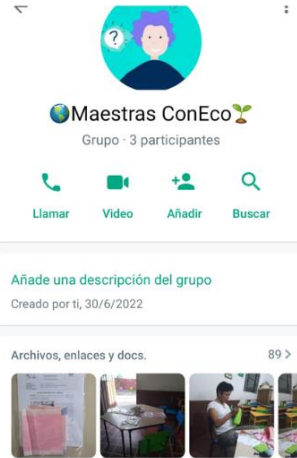 ?
🌎Maestras ConEco🌱
Grupo · 3 participantes
Llamar Video Añadir Buscar
Añade una descripción del grupo
Creado por ti, 30/6/2022
Archivos, enlaces y docs. 89 >